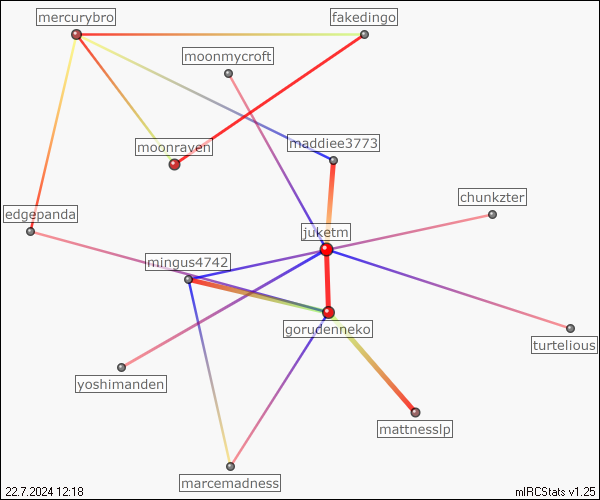 mercurybro
fakedingo
moonmycroft
moonraven
maddiee3773
chunkzter
edgepanda
juketm
mingus4742
gorudenneko
turtelious
yoshimanden
mattnesslp
marcemadness
22.7.2024 12:18
mIRCStats v1.25